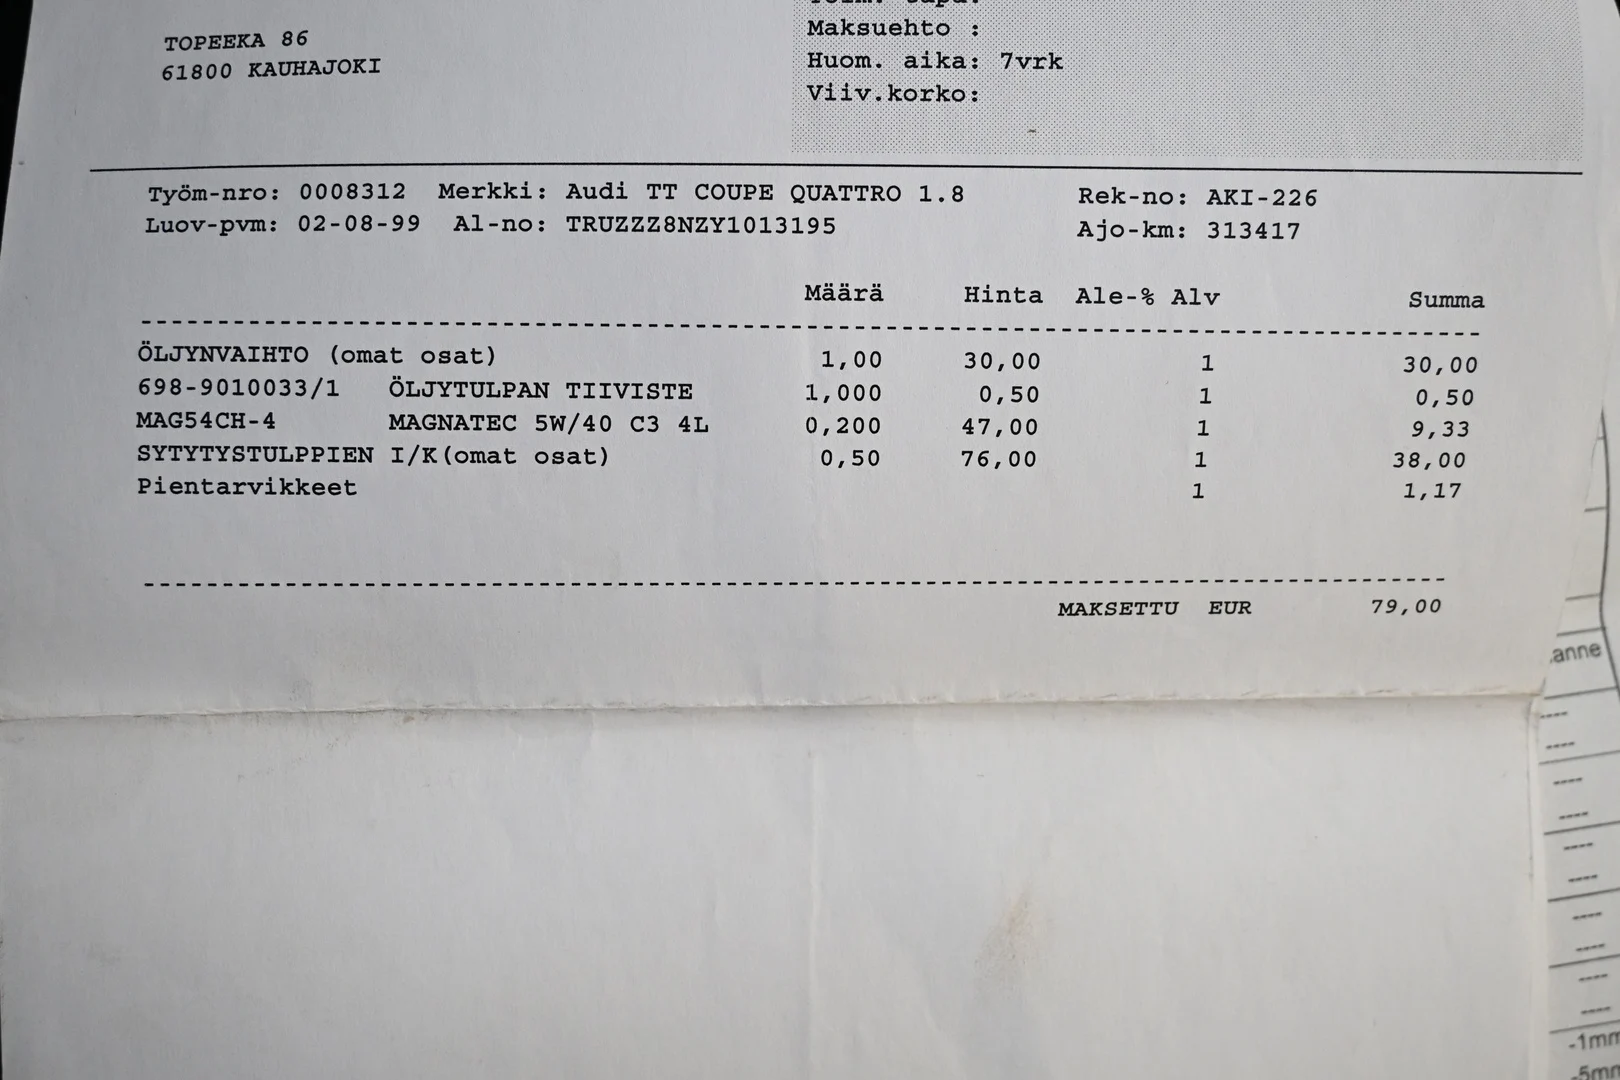 TOPEEKA 86
61800 KAUHAJOKI
Maksuehto :
Huom. aika: 7vrk
Viiv.korko:
Työm-nro: 0008312 Merkki: Audi TT COUPE QUATTRO 1.8 Rek-no: AKI-226
Luov-pvm: 02-08-99 Al-no: TRUZZZ8NZY1013195 Ajo-km: 313417
Määrä Hinta Ale-% Alv Summa
ÖLJYNVAIHTO (omat osat) 1,00 30,00 1 30,00
698-9010033/1 ÖLJYTULPAN TIIVISTE 1,000 0,50 1 0,50
MAG54CH-4 MAGNATEC 5W/40 C3 4L 0,200 47,00 1 9,33
SYTYTYSTULPPIEN I/K(omat osat) 0,50 76,00 1 38,00
Pientarvikkeet 1 1,17
MAKSETTU EUR 79,00